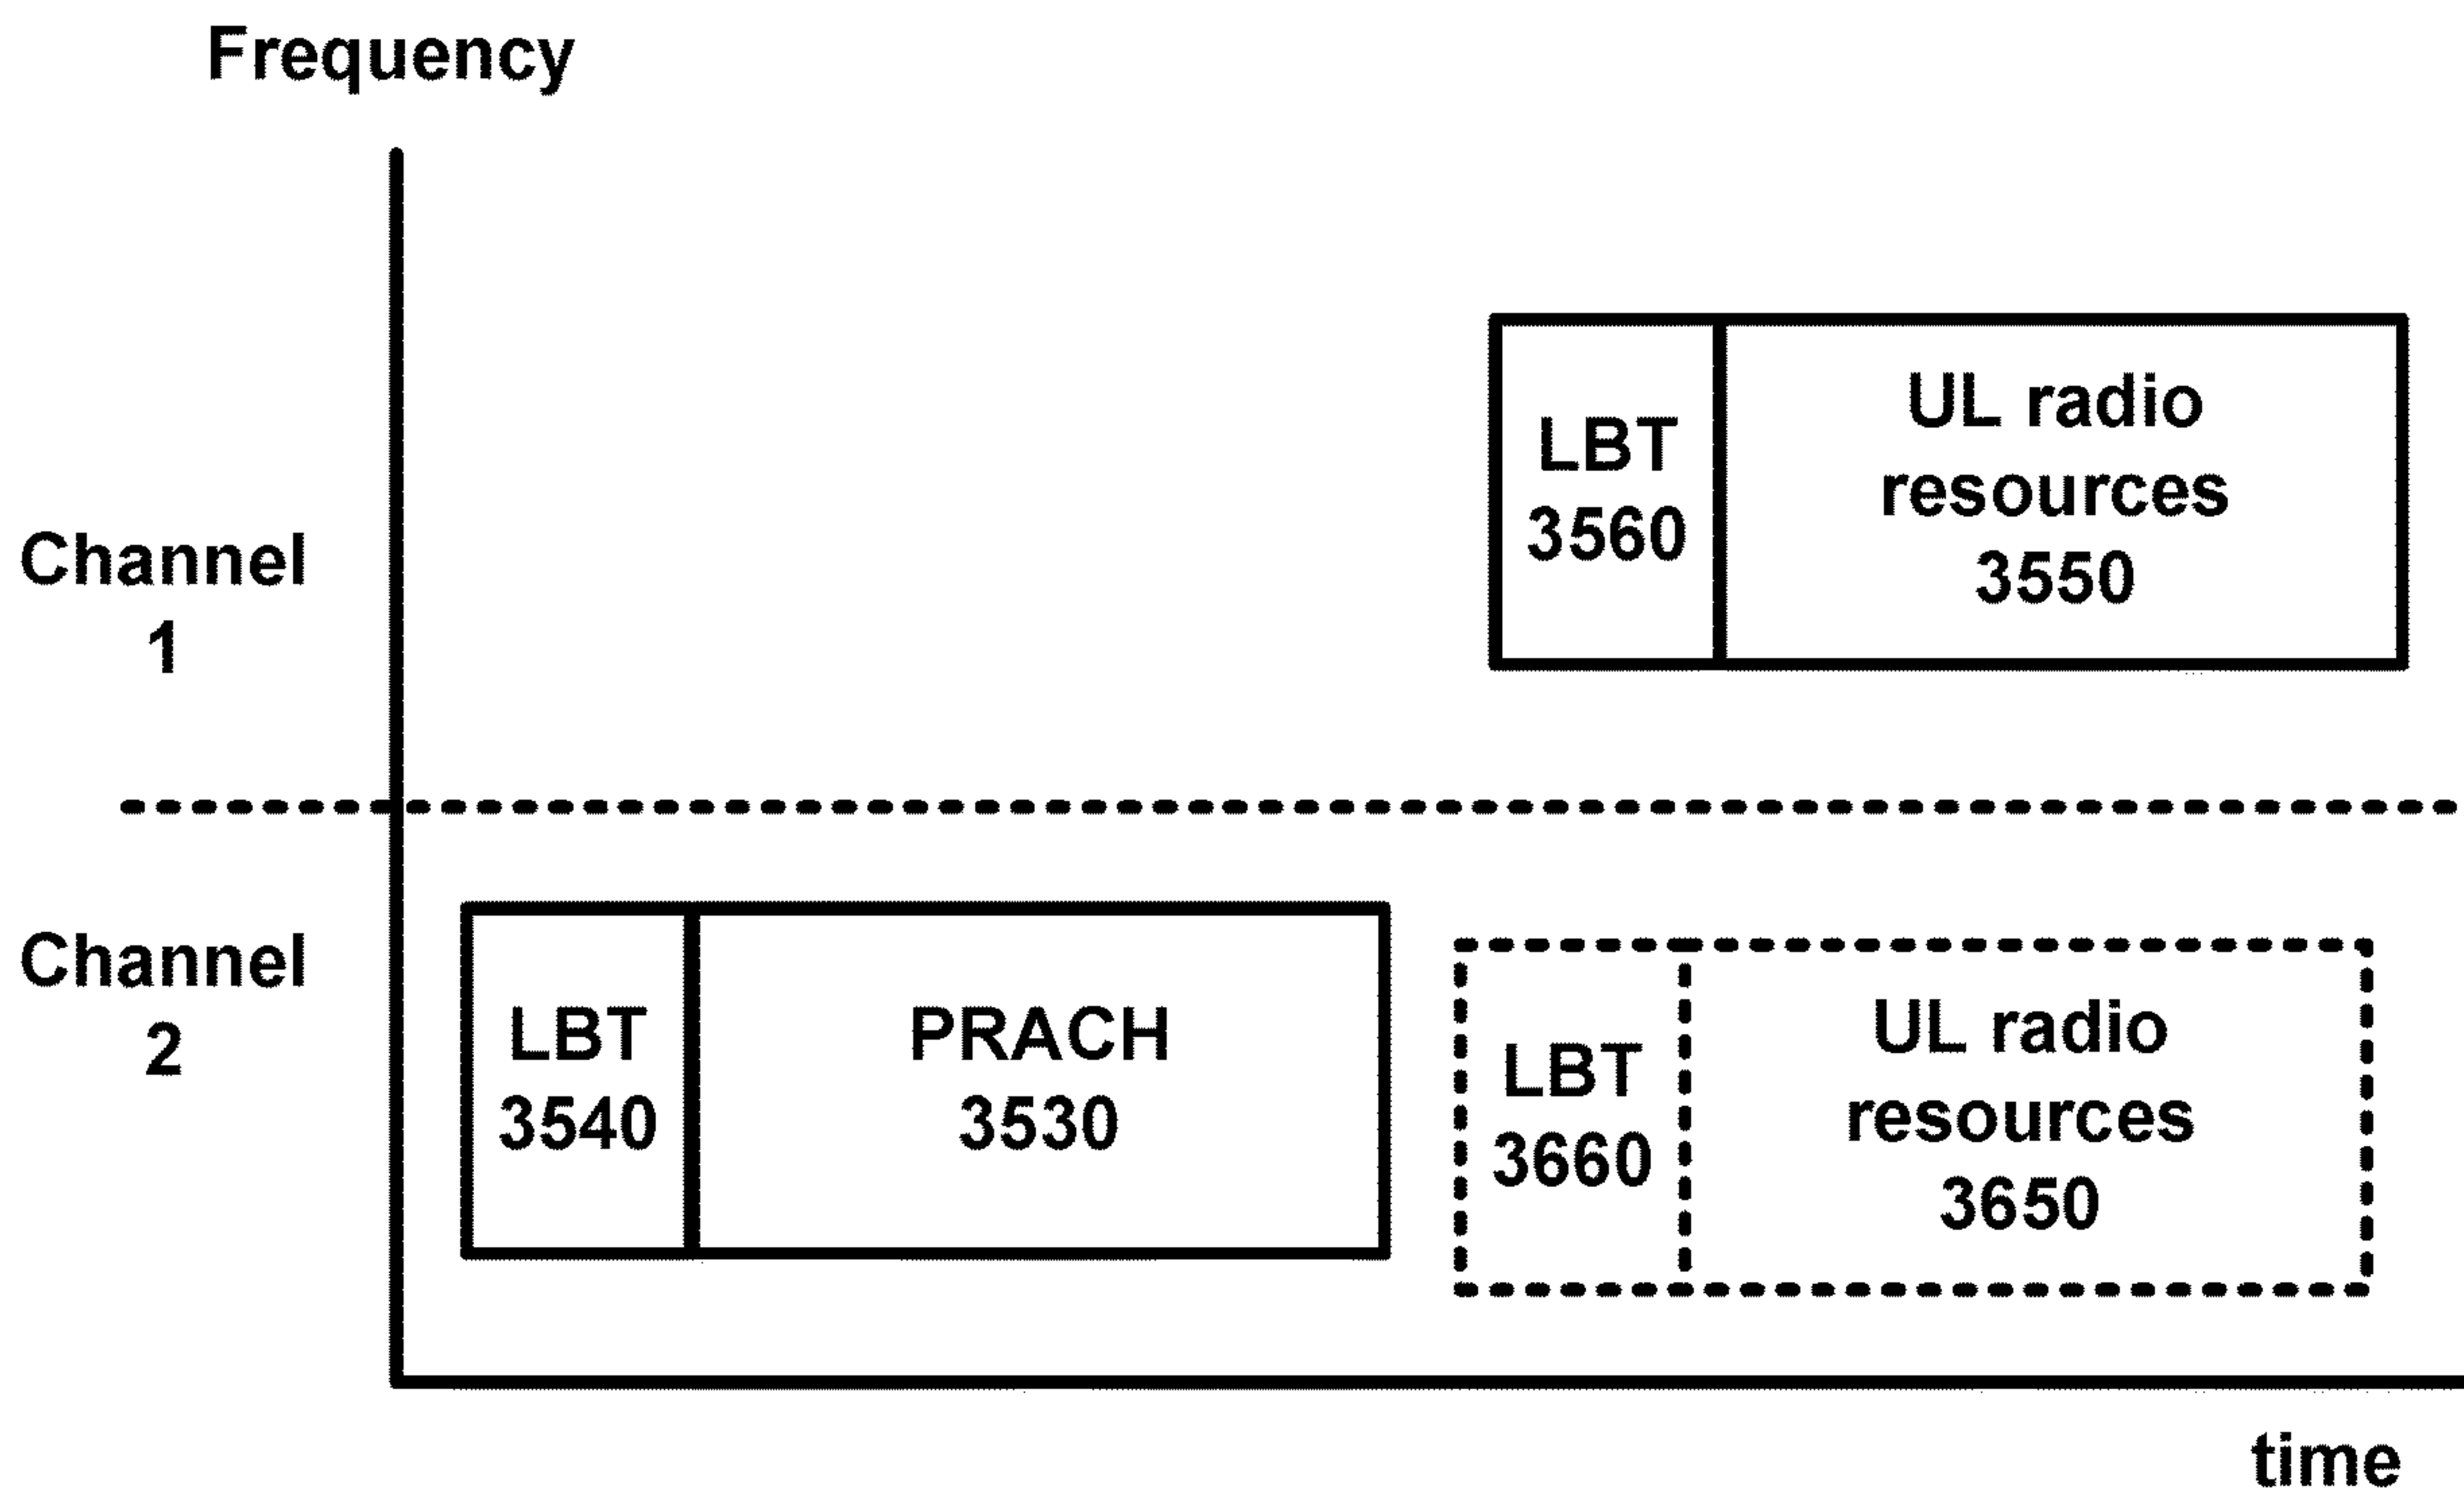 Frequency
Channel
1
LBT
3560
UL radio
resources
3550
Channel
2
LBT
3540
PRACH
3530
LBT
3660
UL radio
resources
3650
time